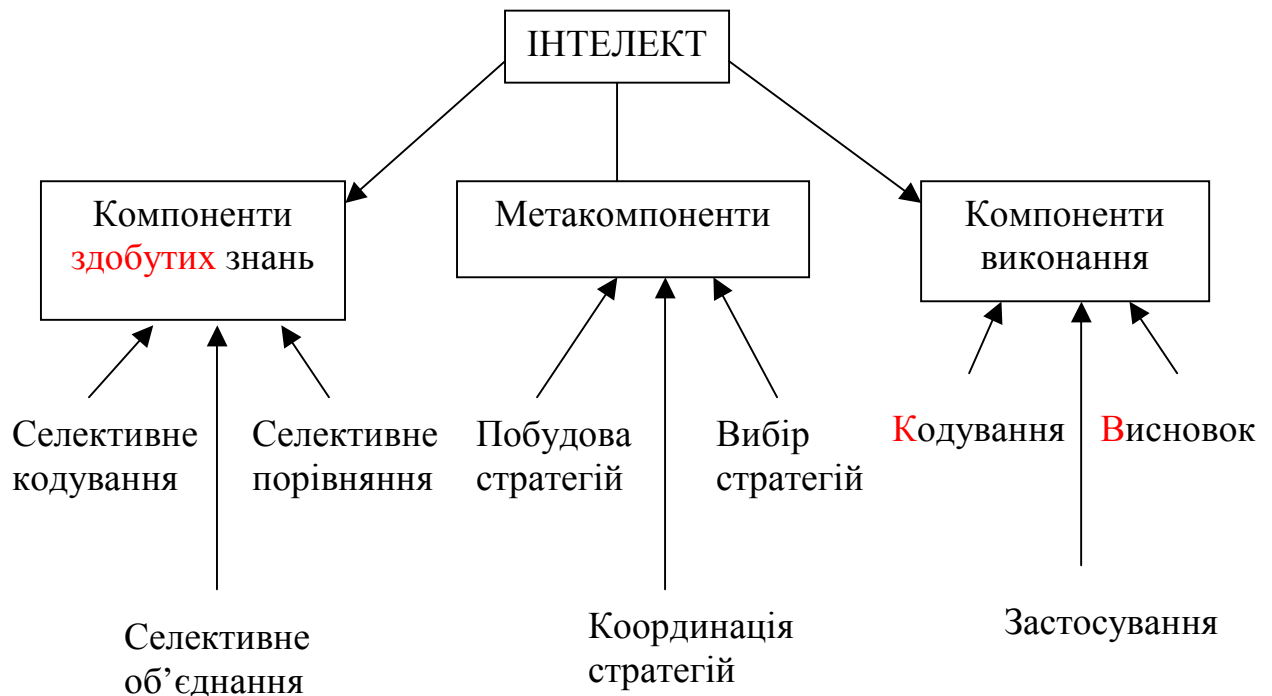 ІНТЕЛЕКТ
Компоненти
здобутих знань
Метакомпоненти
Компоненти
виконання
Селективне
кодування
Селективне
порівняння
Побудова
стратегій
Вибір
стратегій
Кодування
Висновок
Селективне
об’єднання
Координація
стратегій
Застосування